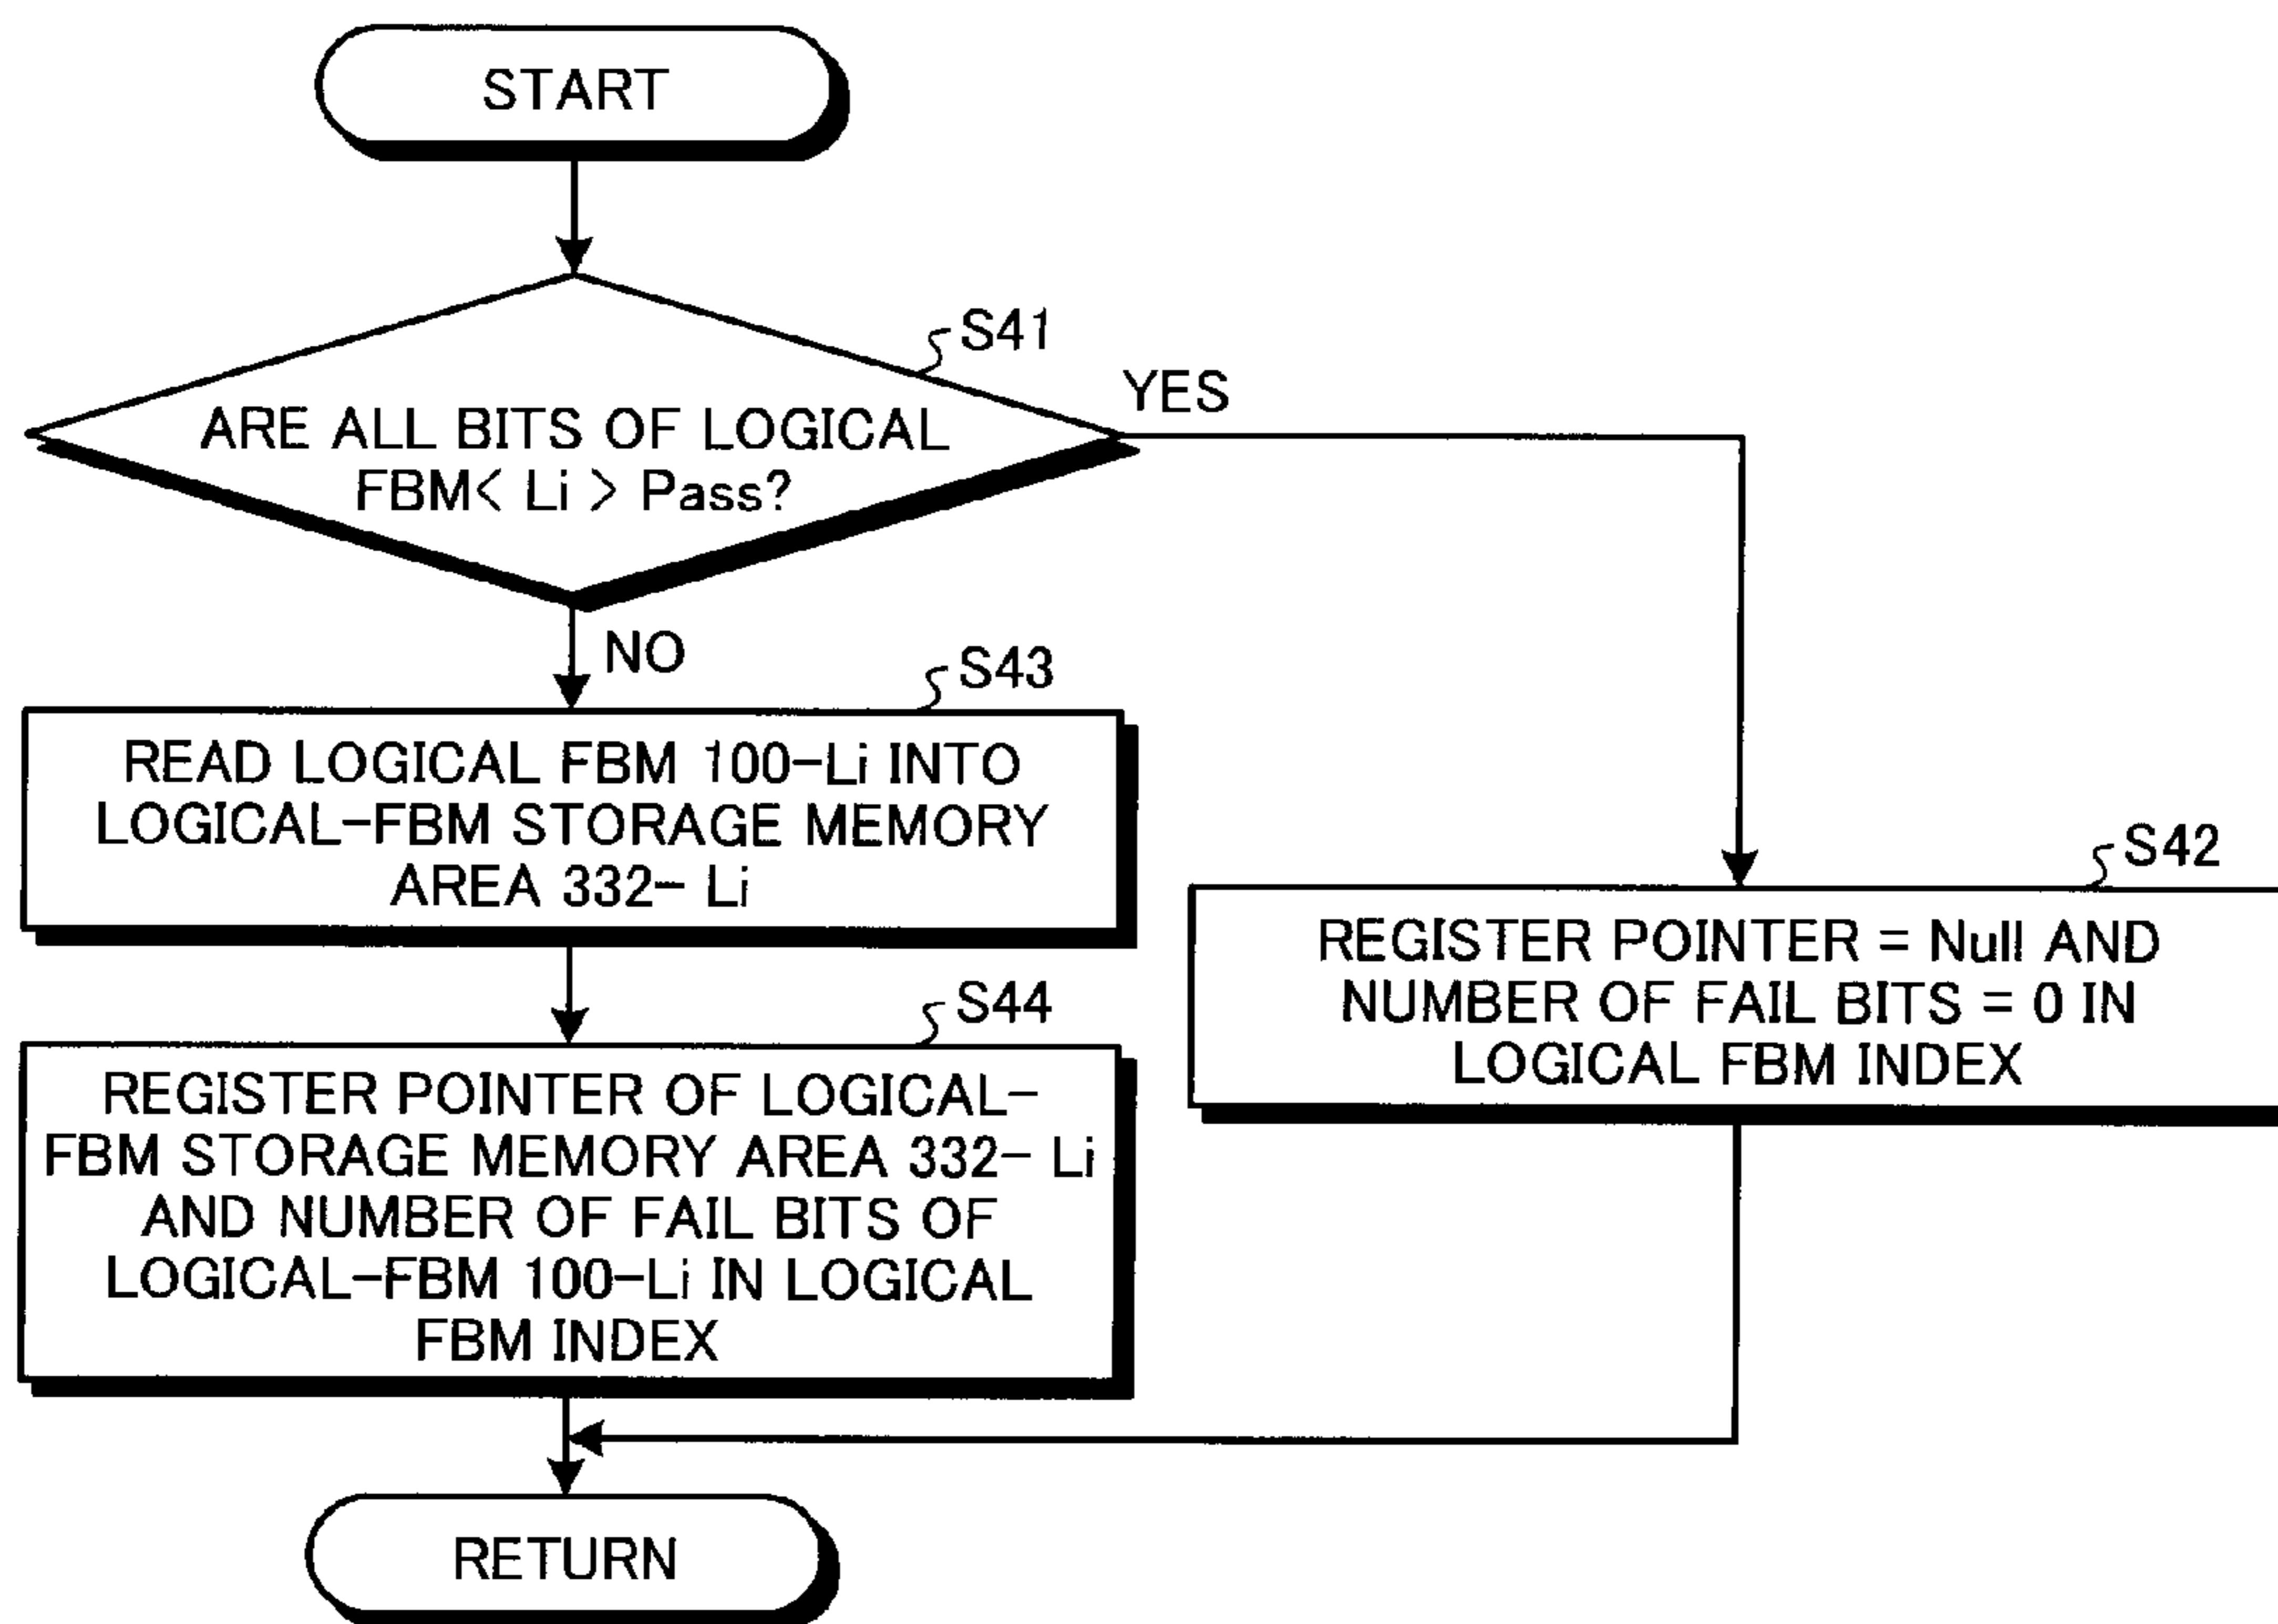 START
S41
YES
ARE ALL BITS OF LOGICAL
FBM< Li > Pass?
NO
S43
READ LOGICAL FBM 100-Li INTO
LOGICAL-FBM STORAGE MEMORY
AREA 332- Li
S42
REGISTER POINTER = Null AND
NUMBER OF FAIL BITS = 0 IN
LOGICAL FBM INDEX
S44
REGISTER POINTER OF LOGICAL-
FBM STORAGE MEMORY AREA 332- Li
AND NUMBER OF FAIL BITS OF
LOGICAL-FBM 100-Li IN LOGICAL
FBM INDEX
RETURN